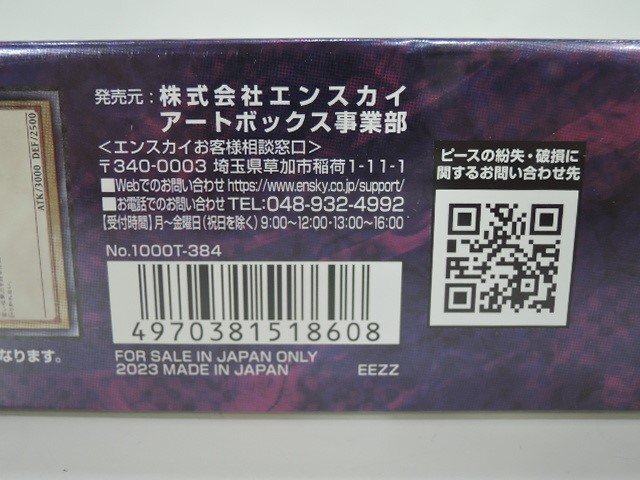 発売元：株式会社エンスカイ
アートボックス事業部
＜エンスカイお客様相談窓口＞
〒340-0003 埼玉県草加市稲荷1-11-1
■Webでのお問い合わせ https://www.ensky.co.jp/support/
■お電話でのお問い合わせ TEL:048-932-4992
【受付時間】月～金曜日（祝日を除く）9:00～12:00・13:00～16:00
No.1000T-384
4970381518608
FOR SALE IN JAPAN ONLY
2023 MADE IN JAPAN EEZZ
ピースの紛失・破損に
関するお問い合わせ先
ATK/3000 DEF/2500
なります。